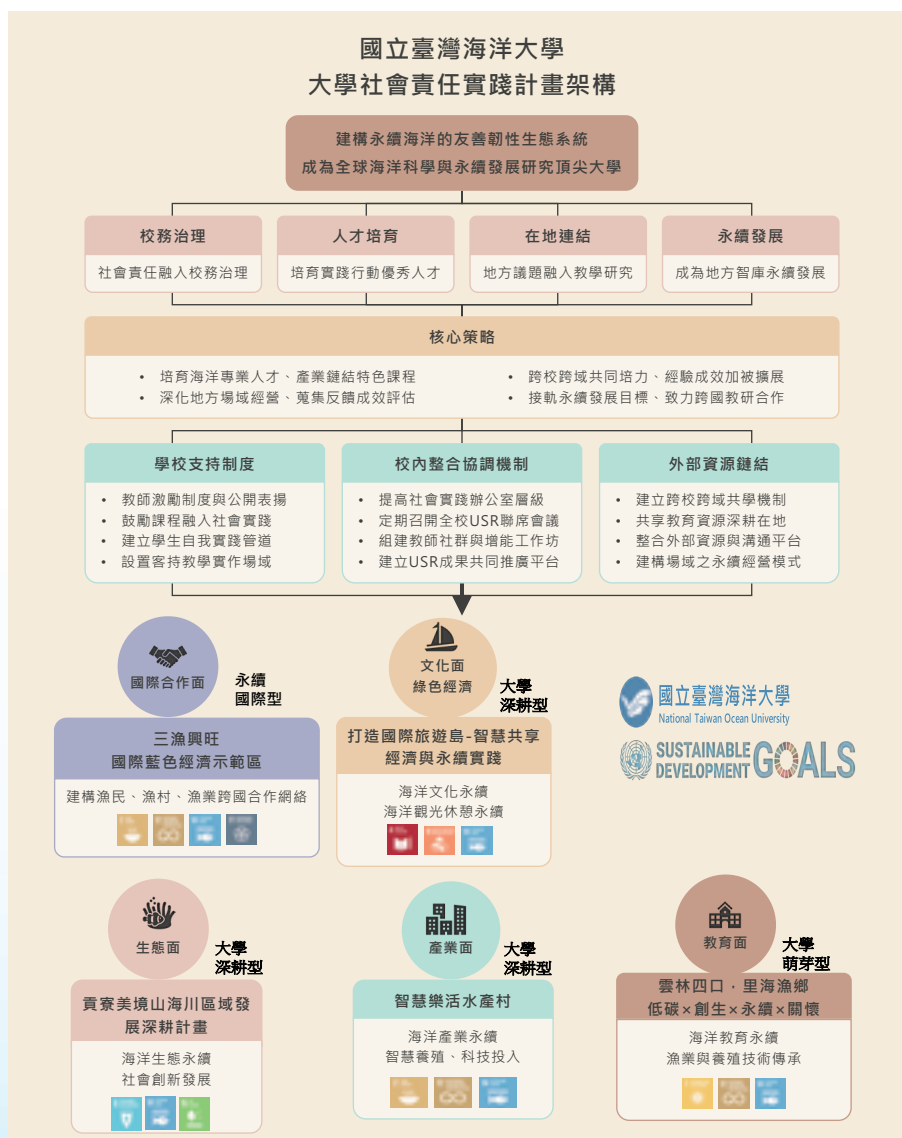 國立臺灣海洋大學
大學社會責任實踐計畫架構
建構永續海洋的友善韌性生態系統
成為全球海洋科學與永續發展研究頂尖大學
校務治理
社會責任融入校務治理
人才培育
培育實踐行動優秀人才
在地連結
地方議題融入教學研究
永續發展
成為地方智庫永續發展
核心策略
• 培育海洋專業人才、產業鏈結特色課程
• 深化地方場域經營、蒐集反饋成效評估
• 跨校跨域共同培力、經驗成效加被擴展
• 接軌永續發展目標、致力跨國教研合作
學校支持制度
• 教師激勵制度與公開表揚
• 鼓勵課程融入社會實踐
• 建立學生自我實踐管道
• 設置客持教學實作場域
校內整合協調機制
• 提高社會實踐辦公室層級
• 定期召開全校USR聯席會議
• 組建教師社群與增能工作坊
• 建立USR成果共同推廣平台
外部資源鏈結
• 建立跨校跨域共學機制
• 共享教育資源深耕在地
• 整合外部資源與溝通平台
• 建構場域之永續經營模式
國際合作面
永續
國際型
三漁興旺
國際藍色經濟示範區
建構漁民、漁村、漁業跨國合作網絡
文化面
綠色經濟
大學
深耕型
打造國際旅遊島-智慧共享
經濟與永續實踐
海洋文化永續
海洋觀光休憩永續
國立臺灣海洋大學
National Taiwan Ocean University
SUSTAINABLE
DEVELOPMENT
GOALS
生態面
大學
深耕型
貢寮美境山海川區域發
展深耕計畫
海洋生態永續
社會創新發展
產業面
大學
深耕型
智慧樂活水產村
海洋產業永續
智慧養殖、科技投入
教育面
大學
萌芽型
雲林四口．里海漁鄉
低碳×創生×永續×關懷
海洋教育永續
漁業與養殖技術傳承